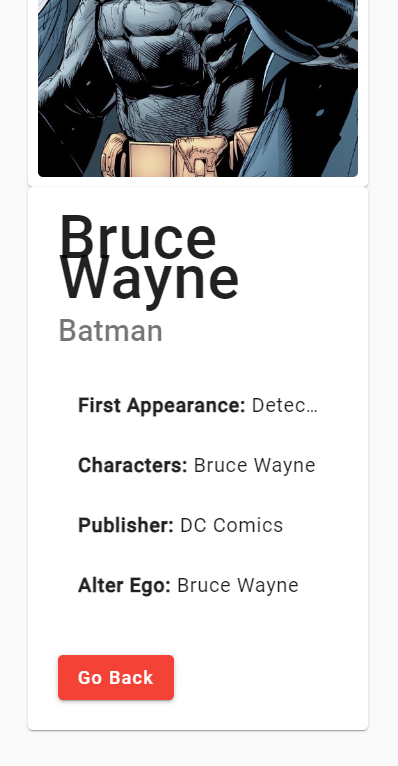 Bruce
Wayne
Batman
First Appearance: Detec…
Characters: Bruce Wayne
Publisher: DC Comics
Alter Ego: Bruce Wayne
Go Back